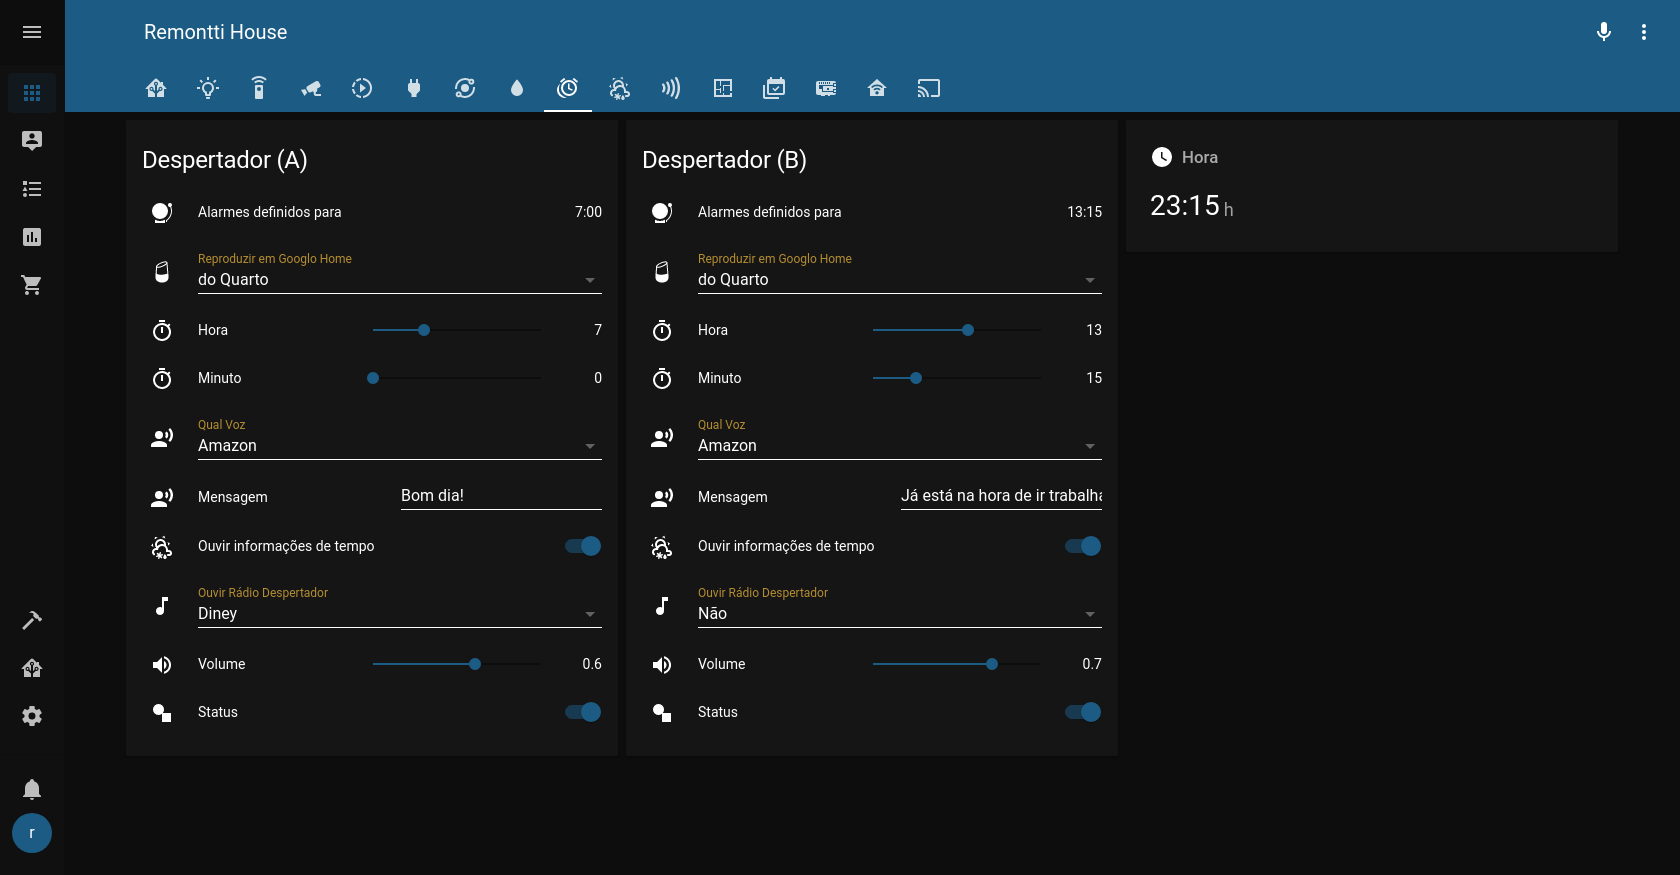 Remontti House
Despertador (A)
Alarmes definidos para 7:00
Reproduzir em Googlo Home
do Quarto
Hora 7
Minuto 0
Qual Voz
Amazon
Mensagem Bom dia!
Ouvir informações de tempo
Ouvir Rádio Despertador
Diney
Volume 0.6
Status
Despertador (B)
Alarmes definidos para 13:15
Reproduzir em Googlo Home
do Quarto
Hora 13
Minuto 15
Qual Voz
Amazon
Mensagem Já está na hora de ir trabalha
Ouvir informações de tempo
Ouvir Rádio Despertador
Não
Volume 0.7
Status
Hora
23:15 h
r